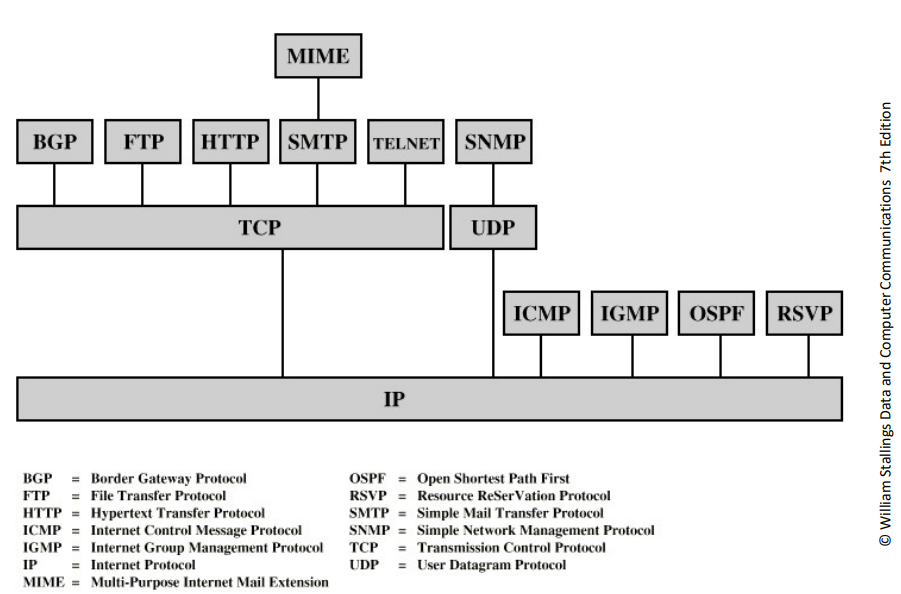 MIME
BGP
FTP
HTTP
SMTP
TELNET
SNMP
TCP
UDP
ICMP
IGMP
OSPF
RSVP
IP
BGP = Border Gateway Protocol
FTP = File Transfer Protocol
HTTP = Hypertext Transfer Protocol
ICMP = Internet Control Message Protocol
IGMP = Internet Group Management Protocol
IP = Internet Protocol
MIME = Multi-Purpose Internet Mail Extension
OSPF = Open Shortest Path First
RSVP = Resource ReSerVation Protocol
SMTP = Simple Mail Transfer Protocol
SNMP = Simple Network Management Protocol
TCP = Transmission Control Protocol
UDP = User Datagram Protocol
© William Stallings Data and Computer Communications 7th Edition